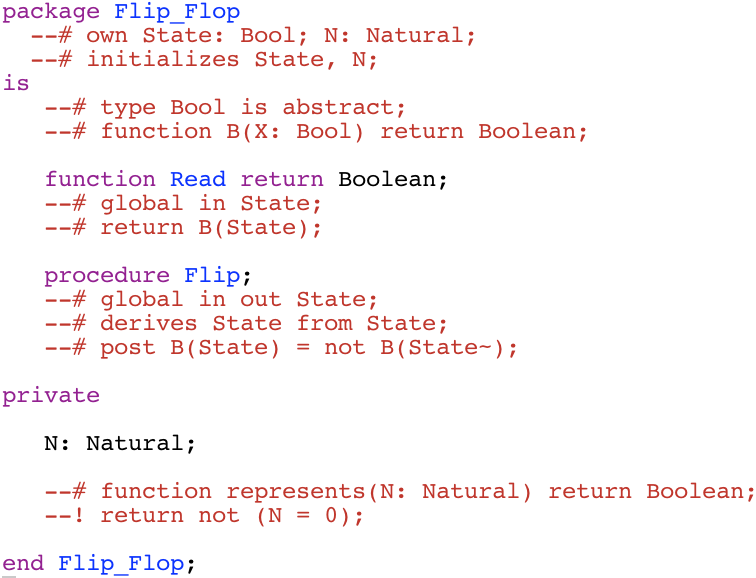 package Flip_Flop
--# own State: Bool; N: Natural;
--# initializes State, N;
is
--# type Bool is abstract;
--# function B(X: Bool) return Boolean;
function Read return Boolean;
--# global in State;
--# return B(State);
procedure Flip;
--# global in out State;
--# derives State from State;
--# post B(State) = not B(State~);
private
N: Natural;
--# function represents(N: Natural) return Boolean;
--! return not (N = 0);
end Flip_Flop;